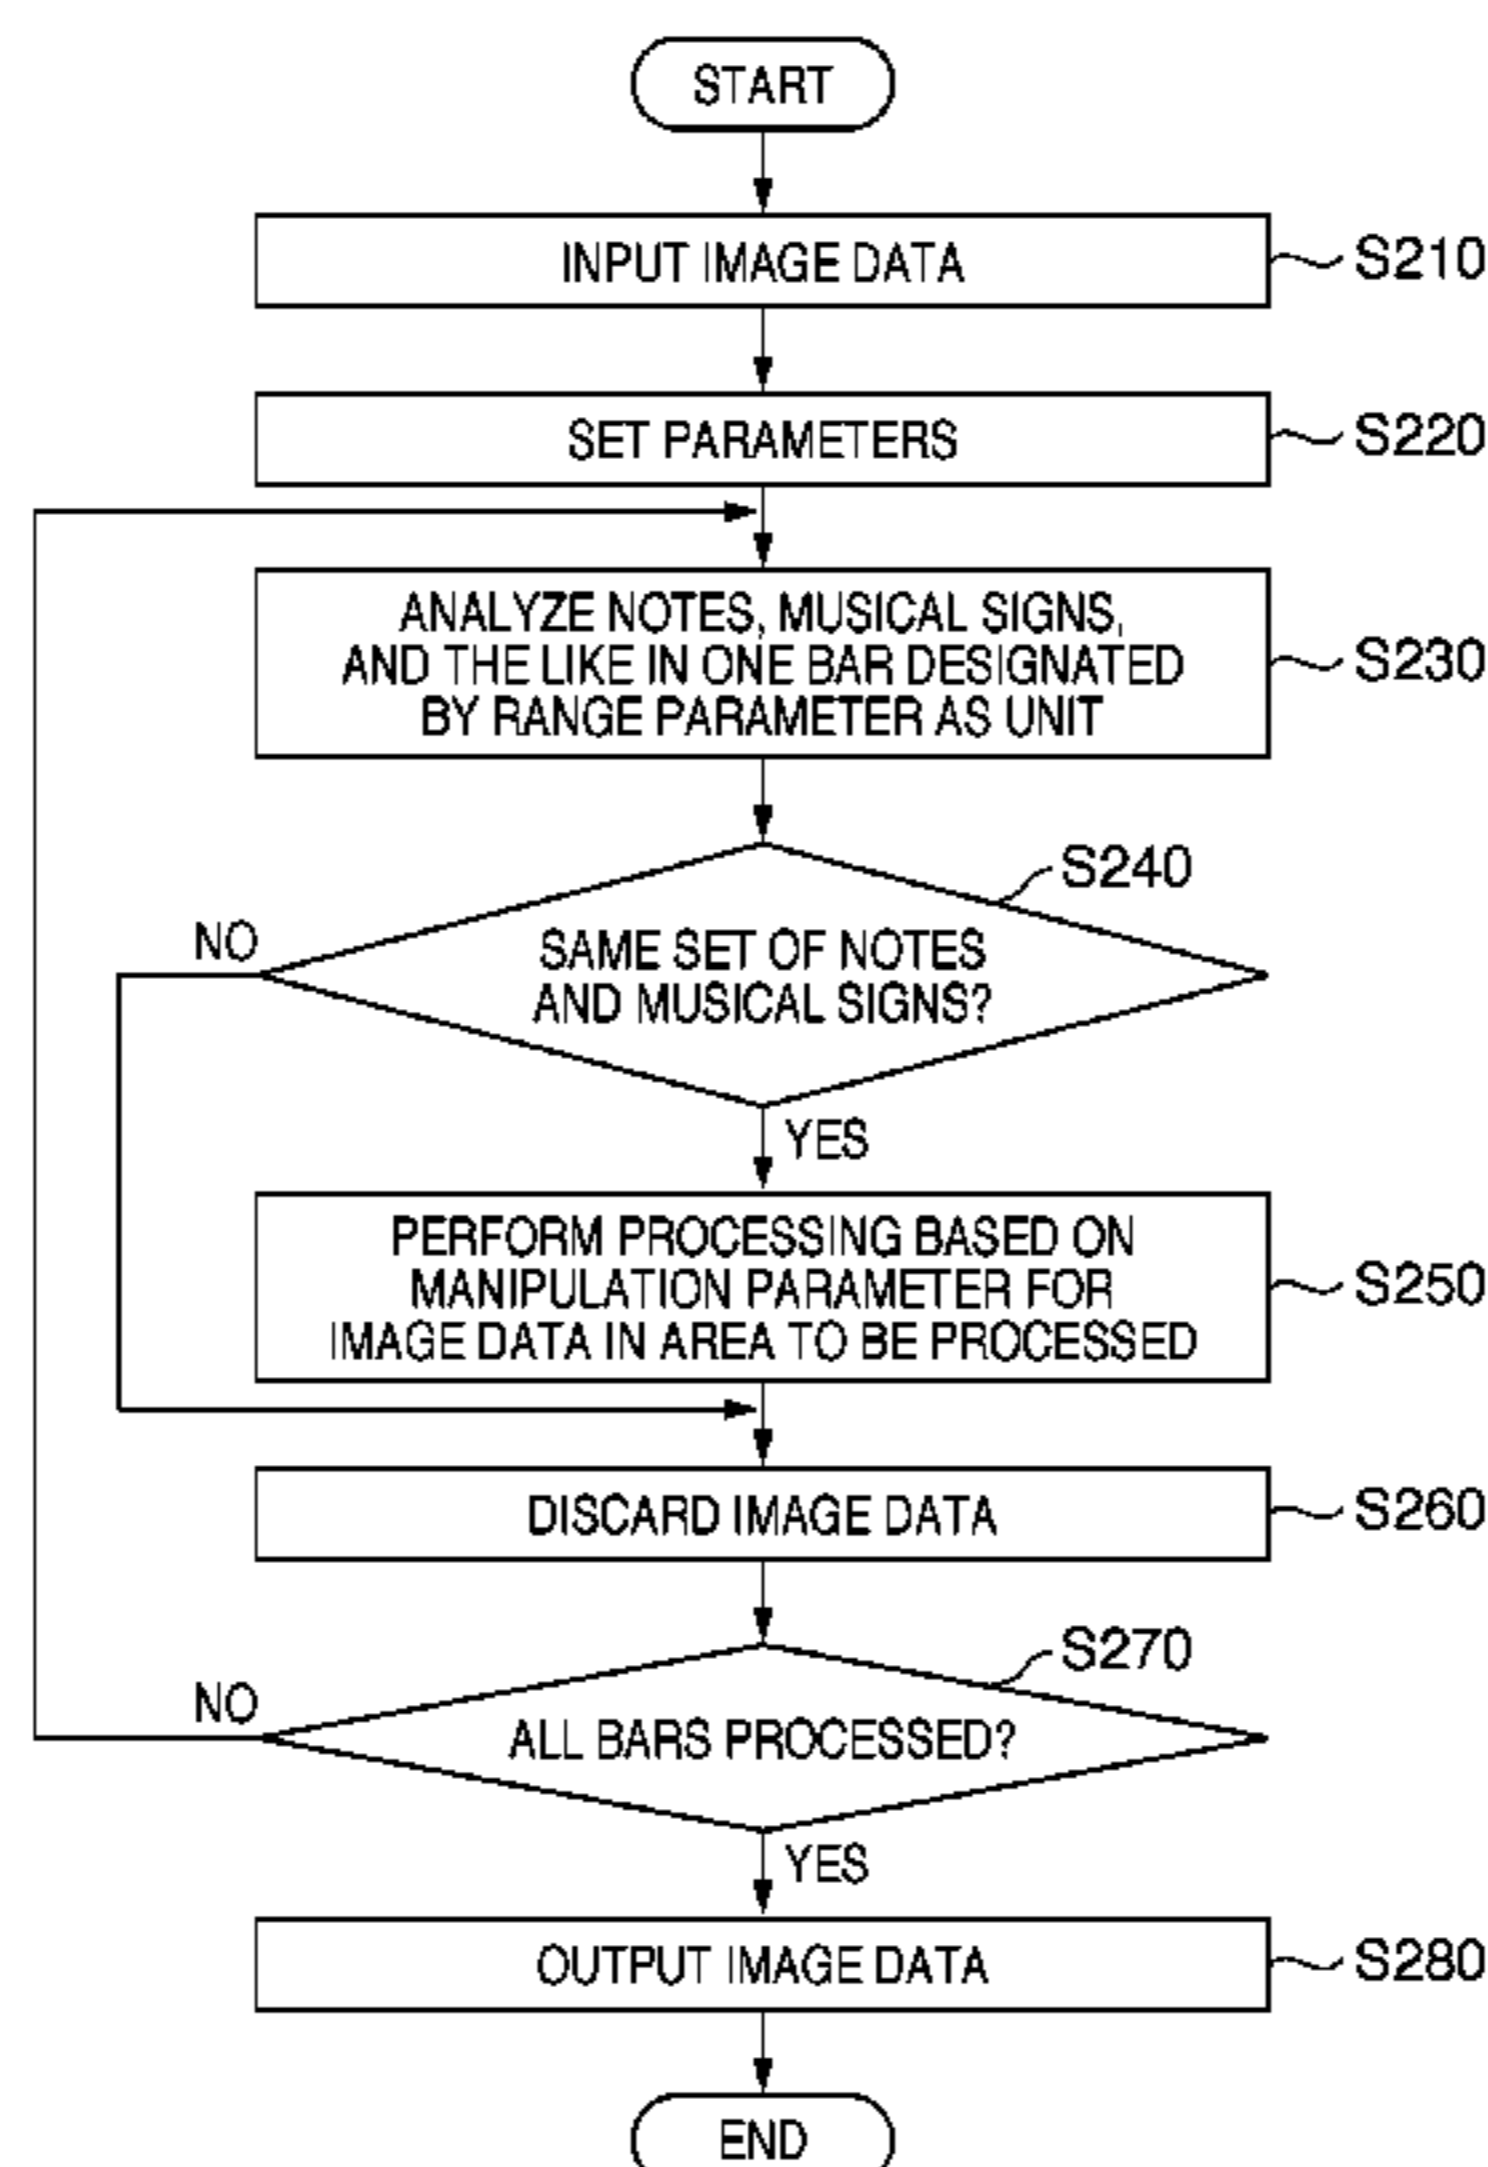 START
INPUT IMAGE DATA
S210
SET PARAMETERS
S220
ANALYZE NOTES, MUSICAL SIGNS,
AND THE LIKE IN ONE BAR DESIGNATED
BY RANGE PARAMETER AS UNIT
S230
S240
NO
SAME SET OF NOTES
AND MUSICAL SIGNS?
YES
PERFORM PROCESSING BASED ON
MANIPULATION PARAMETER FOR
IMAGE DATA IN AREA TO BE PROCESSED
S250
DISCARD IMAGE DATA
S260
S270
NO
ALL BARS PROCESSED?
YES
OUTPUT IMAGE DATA
S280
END